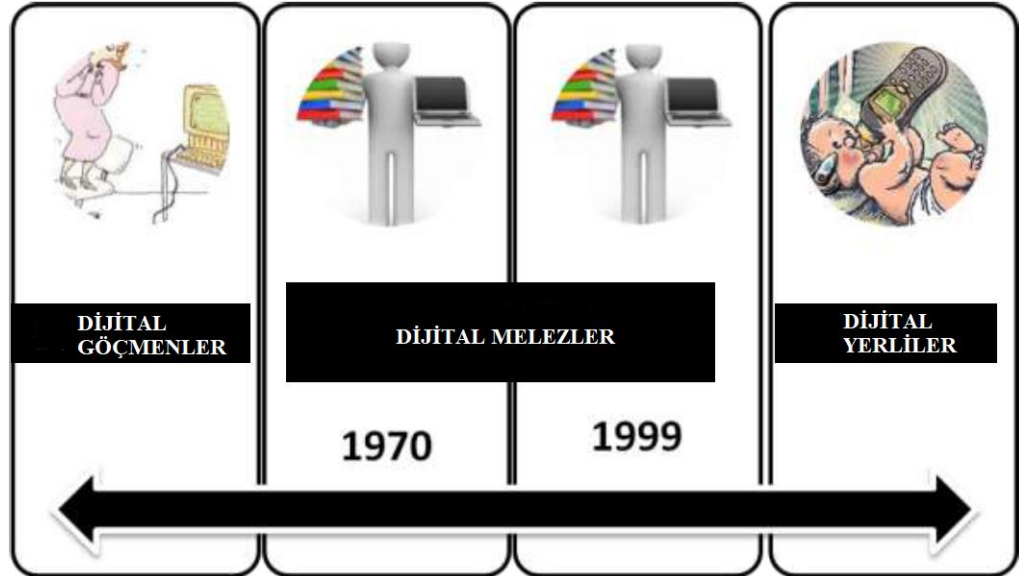 DİJİTAL
GÖÇMENLER
DİJİTAL MELEZLER
DİJİTAL
YERLİLER
1970
1999